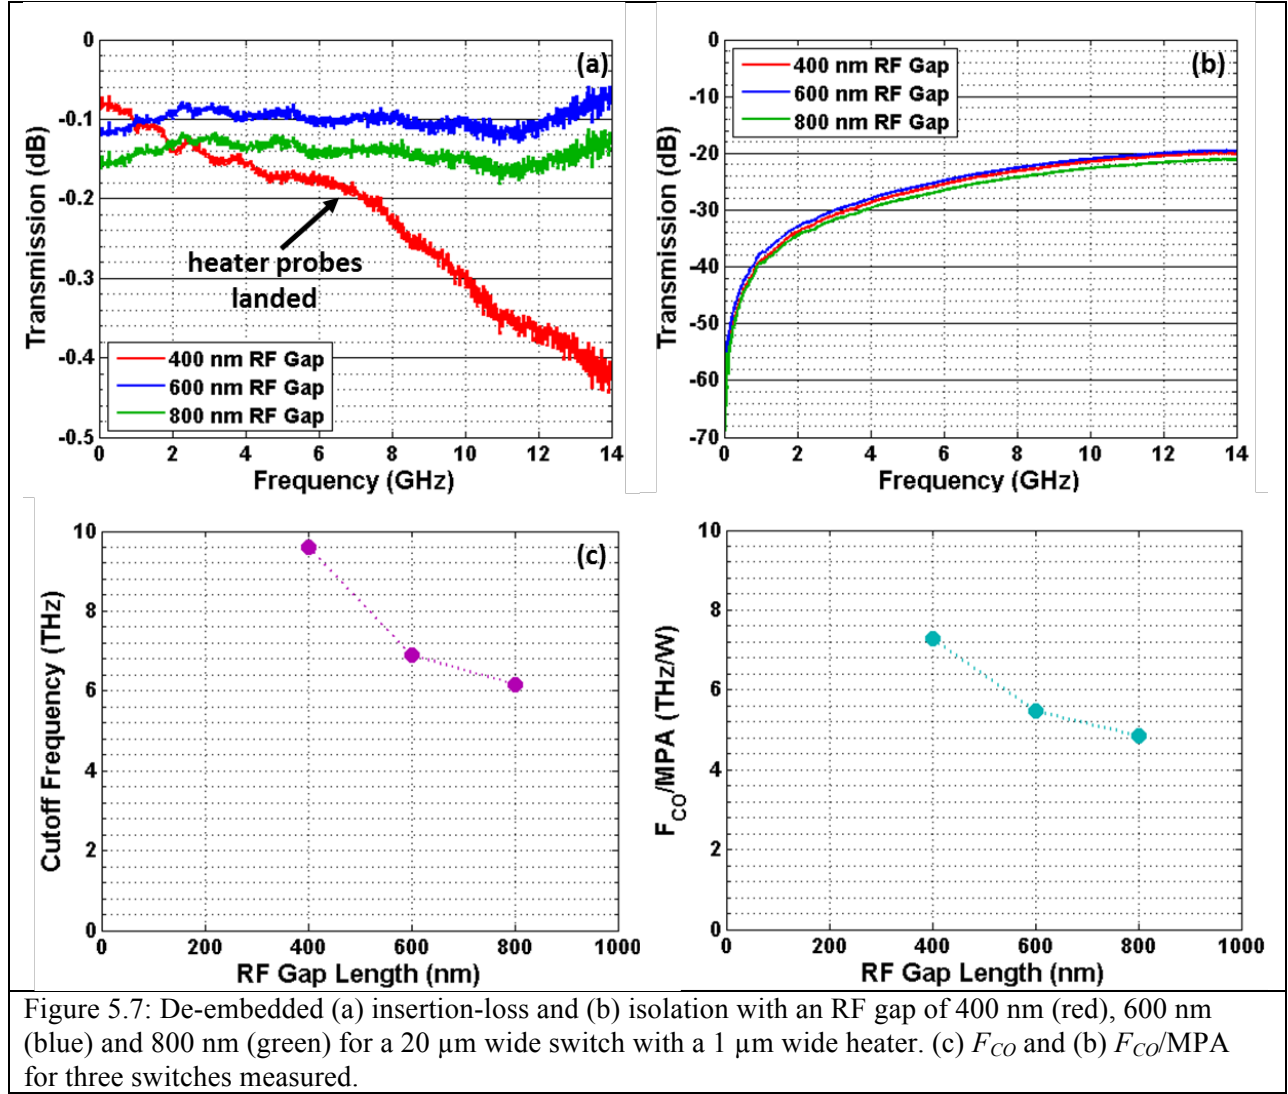 (a)
Transmission (dB)
0
-0.1
-0.2
-0.3
-0.4
-0.5
heater probes
landed
400 nm RF Gap
600 nm RF Gap
800 nm RF Gap
0 2 4 6 8 10 12 14
Frequency (GHz)
(b)
Transmission (dB)
0
-10
-20
-30
-40
-50
-60
-70
400 nm RF Gap
600 nm RF Gap
800 nm RF Gap
0 2 4 6 8 10 12 14
Frequency (GHz)
(c)
Cutoff Frequency (THz)
10
8
6
4
2
0
0 200 400 600 800 1000
RF Gap Length (nm)
F_CO/MPA (THz/W)
10
8
6
4
2
0
0 200 400 600 800 1000
RF Gap Length (nm)
Figure 5.7: De-embedded (a) insertion-loss and (b) isolation with an RF gap of 400 nm (red), 600 nm
(blue) and 800 nm (green) for a 20 µm wide switch with a 1 µm wide heater. (c) F_CO and (b) F_CO/MPA
for three switches measured.